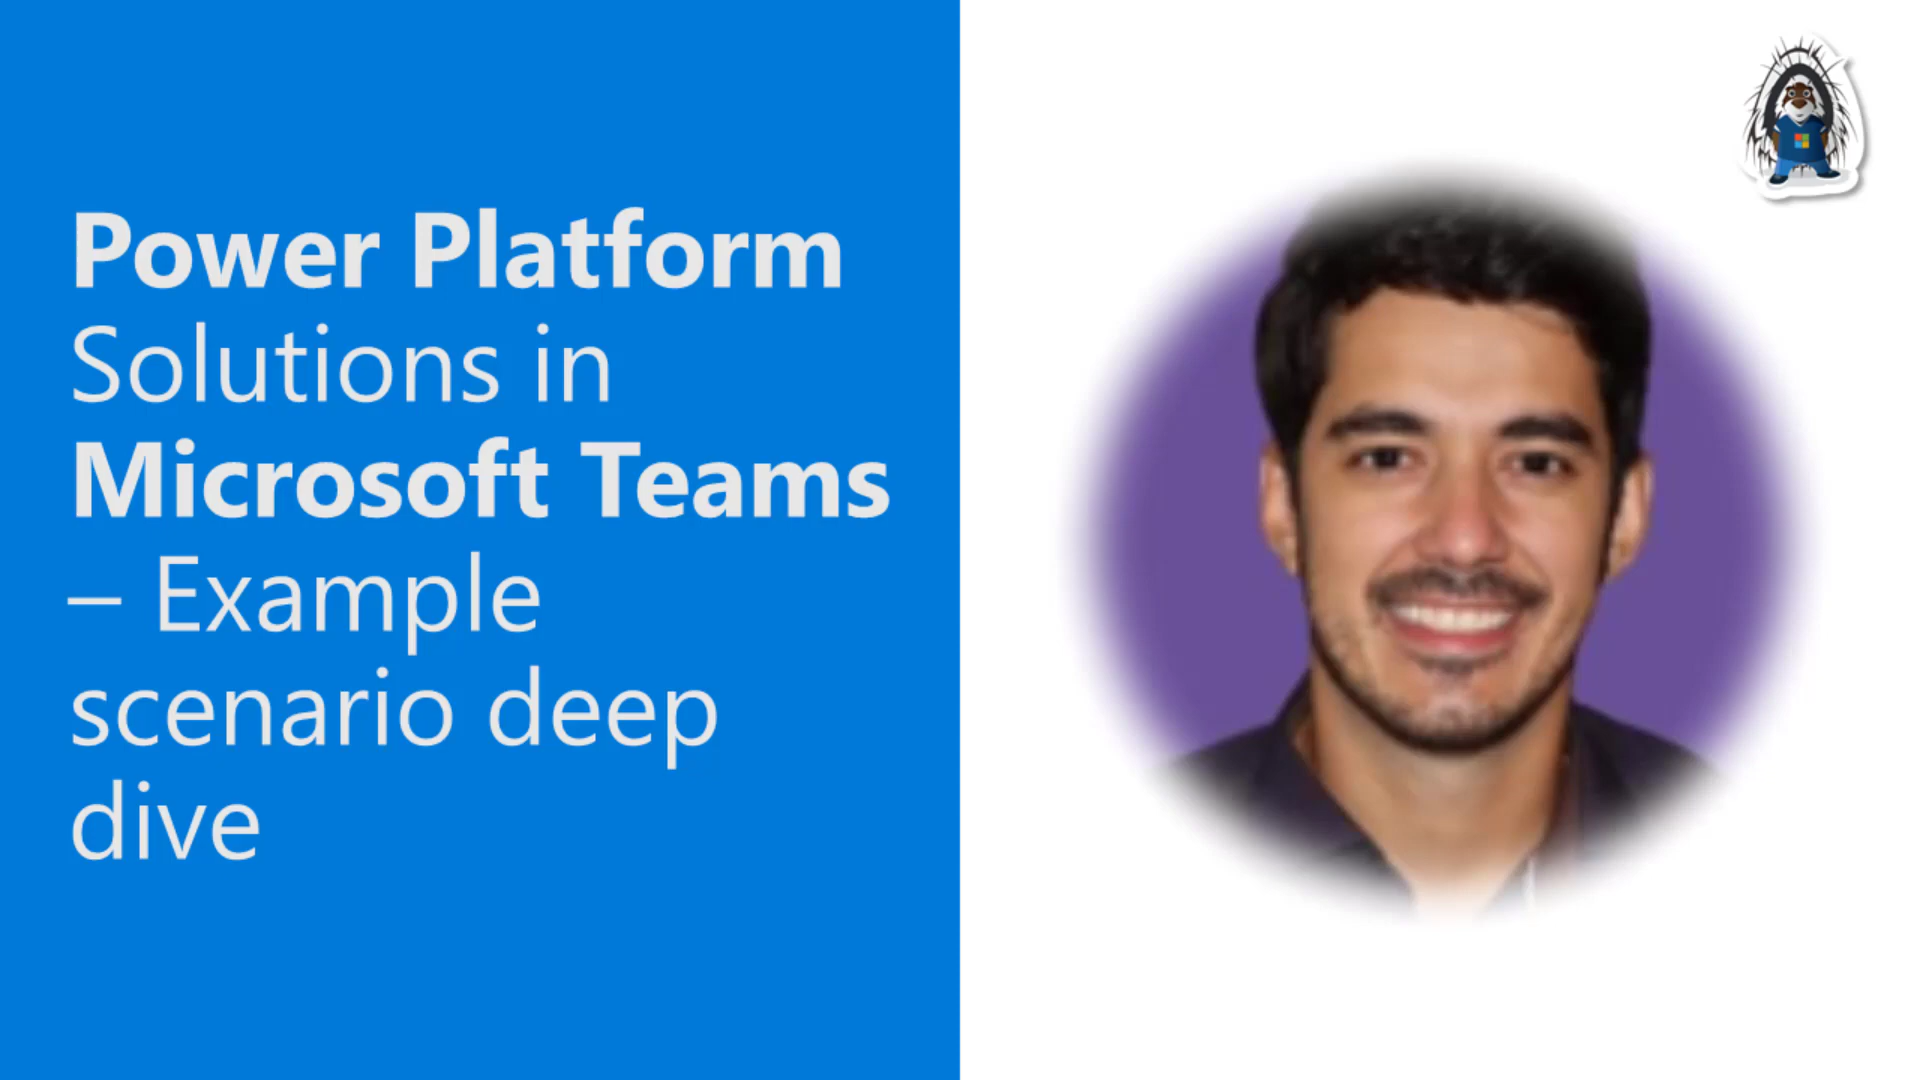 Power Platform
Solutions in
Microsoft Teams
– Example
scenario deep
dive